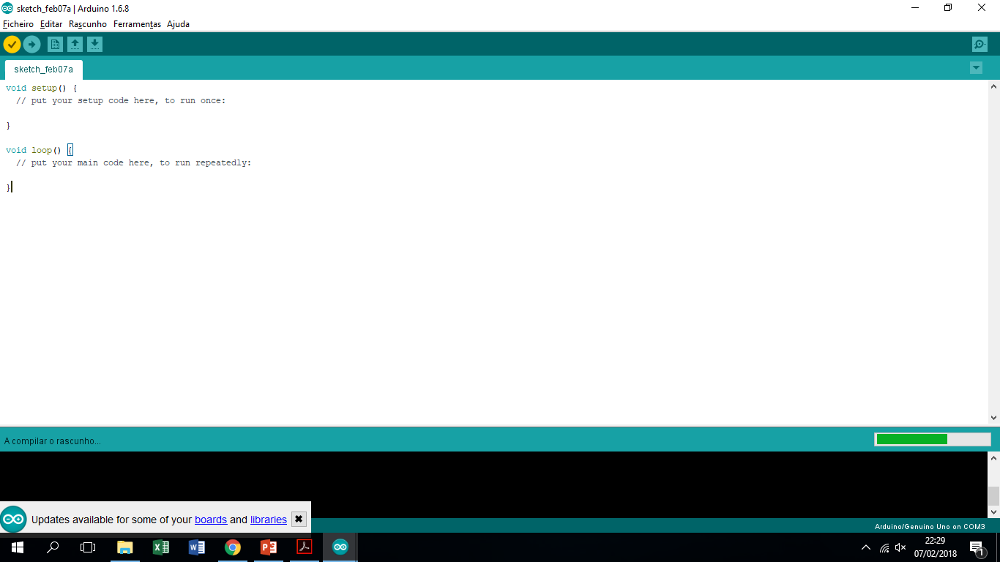 sketch_feb07a | Arduino 1.6.8
Ficheiro Editar Rascunho Ferramentas Ajuda
sketch_feb07a
void setup() {
  // put your setup code here, to run once:
}
void loop() {
  // put your main code here, to run repeatedly:
}
A compilar o rascunho...
Updates available for some of your boards and libraries
Arduino/Genuino Uno on COM3
22:29
07/02/2018
1